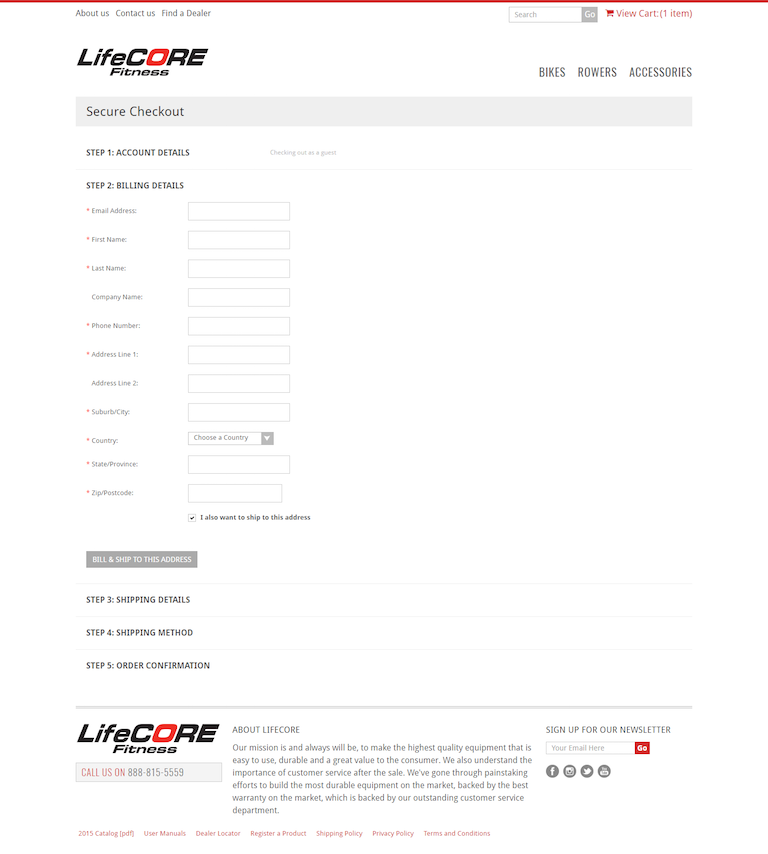 About us Contact us Find a Dealer
Search Go View Cart: (1 item)
LifeCORE
Fitness
BIKES ROWERS ACCESSORIES
Secure Checkout
STEP 1: ACCOUNT DETAILS Checking out as a guest
STEP 2: BILLING DETAILS
* Email Address:
* First Name:
* Last Name:
Company Name:
* Phone Number:
* Address Line 1:
Address Line 2:
* Suburb/City:
* Country: Choose a Country
* State/Province:
* Zip/Postcode:
I also want to ship to this address
BILL & SHIP TO THIS ADDRESS
STEP 3: SHIPPING DETAILS
STEP 4: SHIPPING METHOD
STEP 5: ORDER CONFIRMATION
LifeCORE
Fitness
CALL US ON 888-815-5559
ABOUT LIFECORE
Our mission is and always will be, to make the highest quality equipment that is
easy to use, durable and a great value to the consumer. We also understand the
importance of customer service after the sale. We've gone through painstaking
efforts to build the most durable equipment on the market, backed by the best
warranty on the market, which is backed by our outstanding customer service
department.
SIGN UP FOR OUR NEWSLETTER
Your Email Here Go
2015 Catalog [pdf] User Manuals Dealer Locator Register a Product Shipping Policy Privacy Policy Terms and Conditions